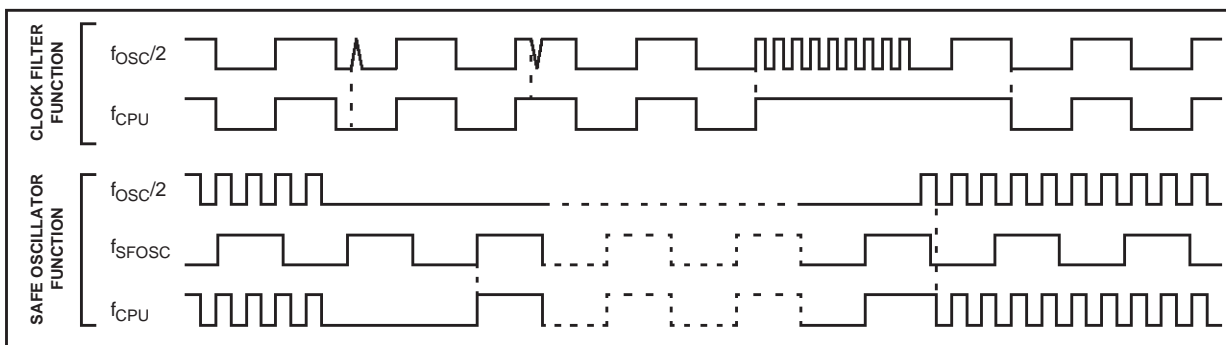 CLOCK FILTER
FUNCTION
fOSC/2
fCPU
SAFE OSCILLATOR
FUNCTION
fOSC/2
fSFOSC
fCPU